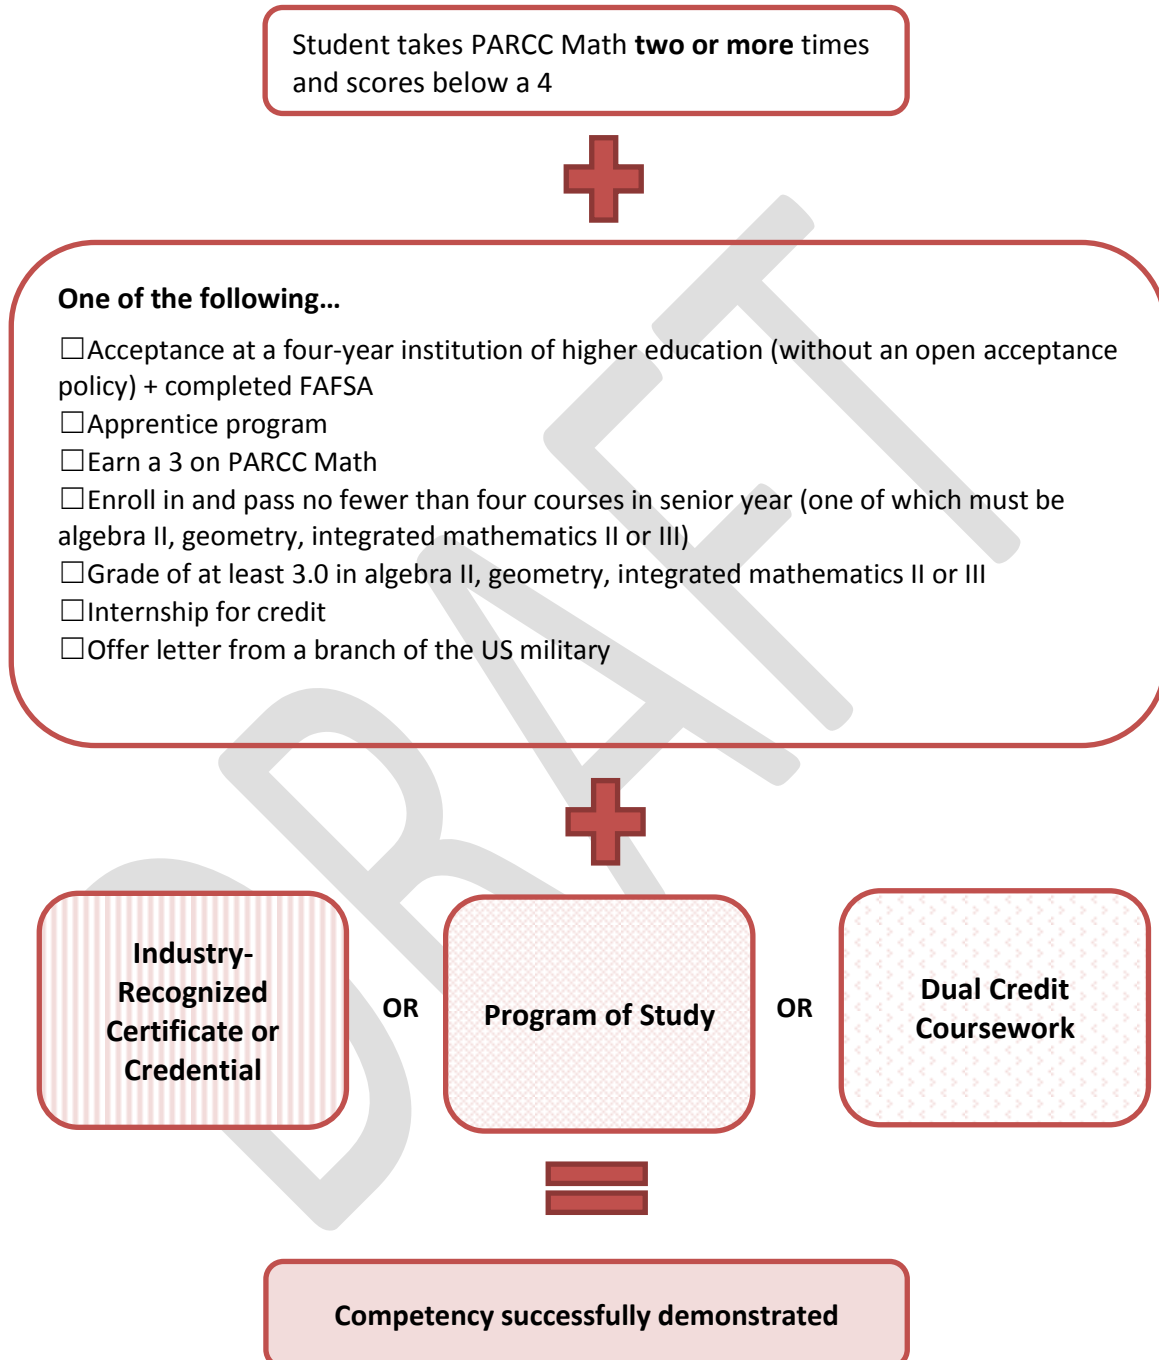 Student takes PARCC Math two or more times
and scores below a 4
One of the following...
☐Acceptance at a four-year institution of higher education (without an open acceptance
policy) + completed FAFSA
☐Apprentice program
☐Earn a 3 on PARCC Math
☐Enroll in and pass no fewer than four courses in senior year (one of which must be
algebra II, geometry, integrated mathematics II or III)
☐Grade of at least 3.0 in algebra II, geometry, integrated mathematics II or III
☐Internship for credit
☐Offer letter from a branch of the US military
Industry-
Recognized
Certificate or
Credential
OR
Program of Study
OR
Dual Credit
Coursework
Competency successfully demonstrated
DRAFT